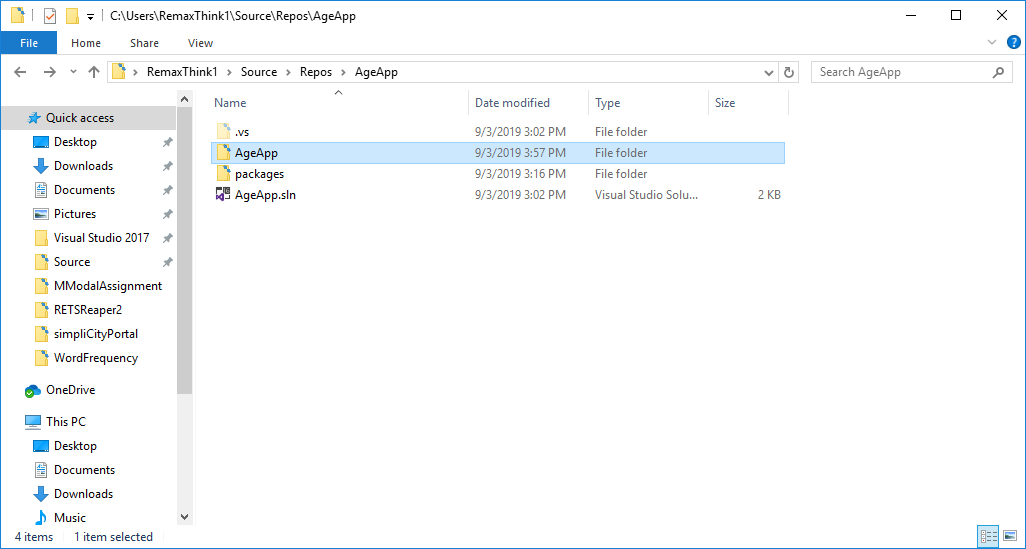 C:\Users\RemaxThink1\Source\Repos\AgeApp
File Home Share View
RemaxThink1 Source Repos AgeApp Search AgeApp
Name Date modified Type Size
.vs 9/3/2019 3:02 PM File folder
AgeApp 9/3/2019 3:57 PM File folder
packages 9/3/2019 3:16 PM File folder
AgeApp.sln 9/3/2019 3:02 PM Visual Studio Solu... 2 KB
Quick access
Desktop
Downloads
Documents
Pictures
Visual Studio 2017
Source
MModalAssignment
RETSReaper2
simpliCityPortal
WordFrequency
OneDrive
This PC
Desktop
Documents
Downloads
Music
4 items 1 item selected